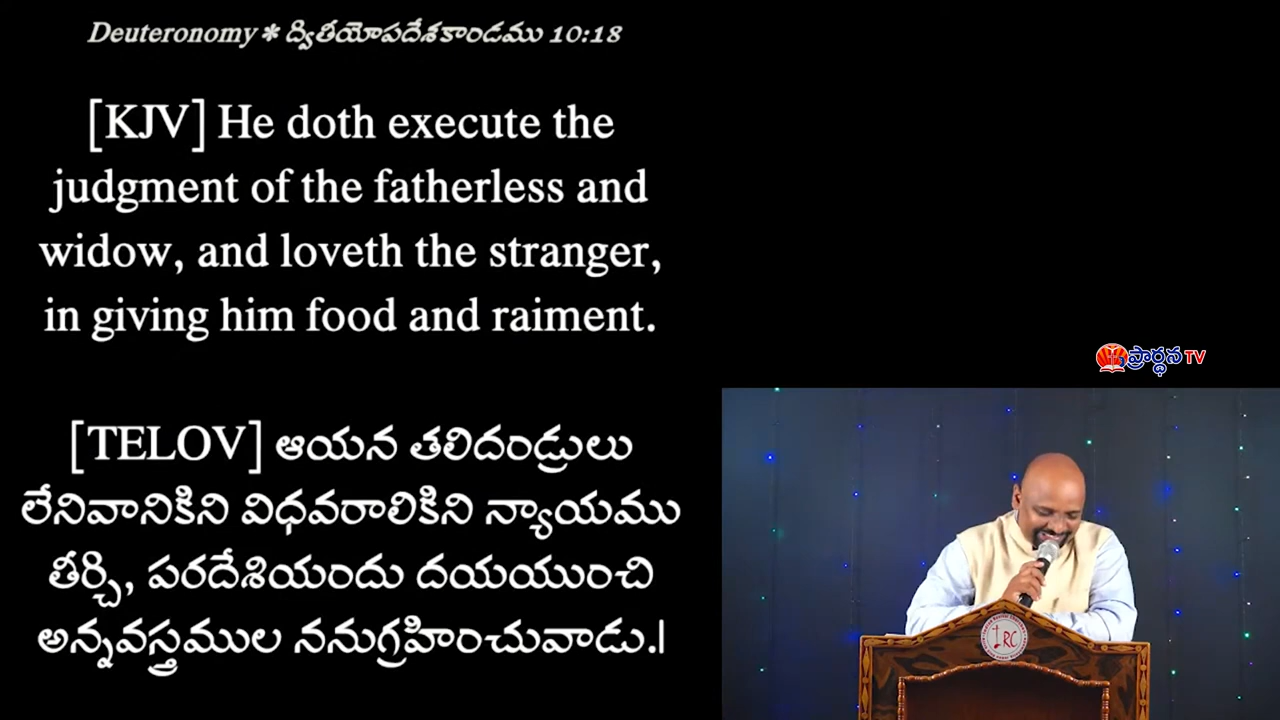 Deuteronomy * ద్వితీయోపదేశకాండము 10:18
[KJV] He doth execute the
judgment of the fatherless and
widow, and loveth the stranger,
in giving him food and raiment.
[TELOV] ఆయన తలిదండ్రులు
లేనివానికిని విధవరాలికిని న్యాయము
తీర్చి, పరదేశియందు దయయుంచి
అన్నవస్త్రముల ననుగ్రహించువాడు.|
ప్రార్థన TV
RC